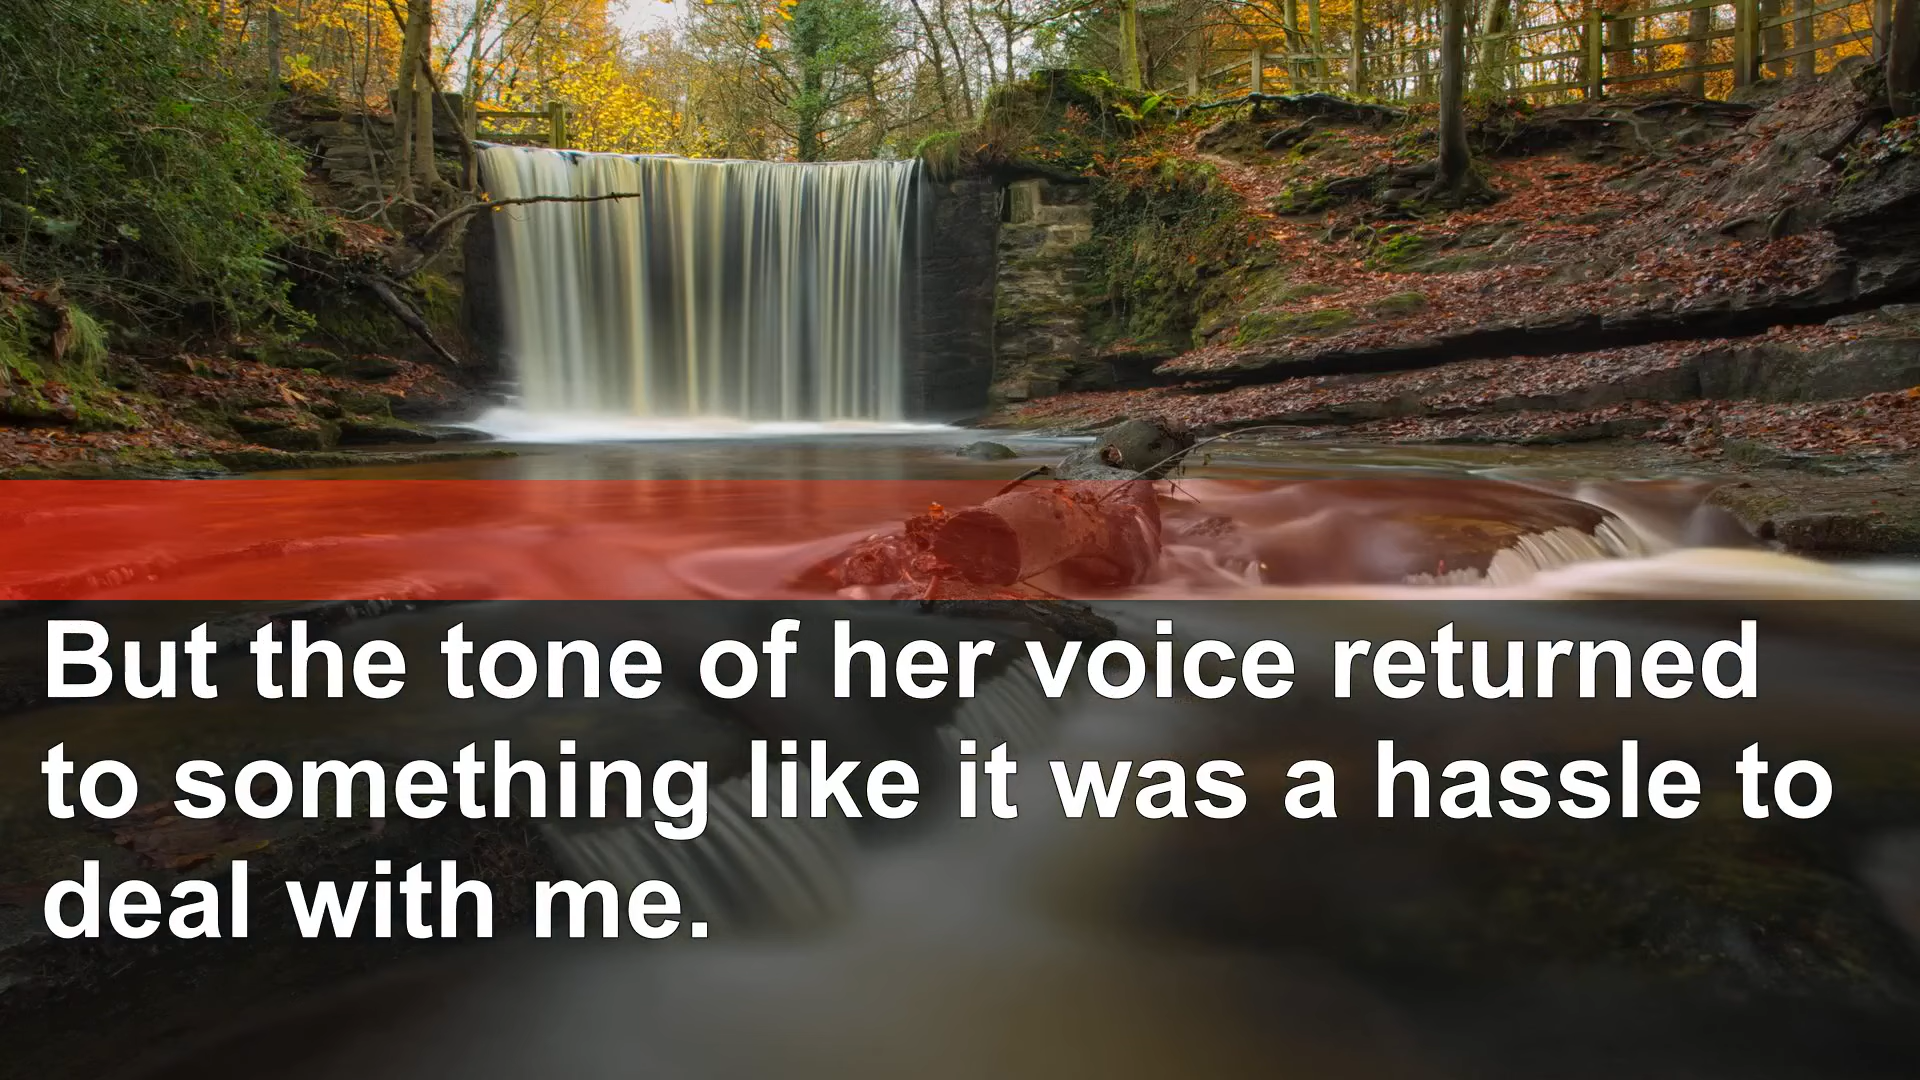 But the tone of her voice returned
to something like it was a hassle to
deal with me.